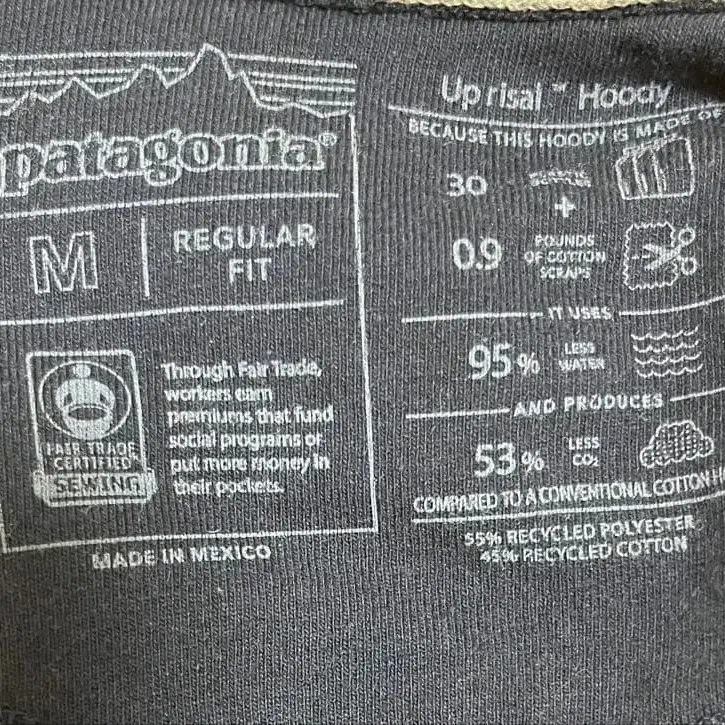 patagonia®
M
REGULAR
FIT
FAIR TRADE
CERTIFIED
SEWING
Through Fair Trade,
workers earn
premiums that fund
social programs or
put more money in
their pockets.
MADE IN MEXICO
Uprisal™ Hoody
BECAUSE THIS HOODY IS MADE OF
30 PLASTIC
BOTTLES
+
0.9 POUNDS
OF COTTON
SCRAPS
IT USES
95% LESS
WATER
AND PRODUCES
53% LESS
CO₂
COMPARED TO A CONVENTIONAL COTTON
55% RECYCLED POLYESTER
45% RECYCLED COTTON